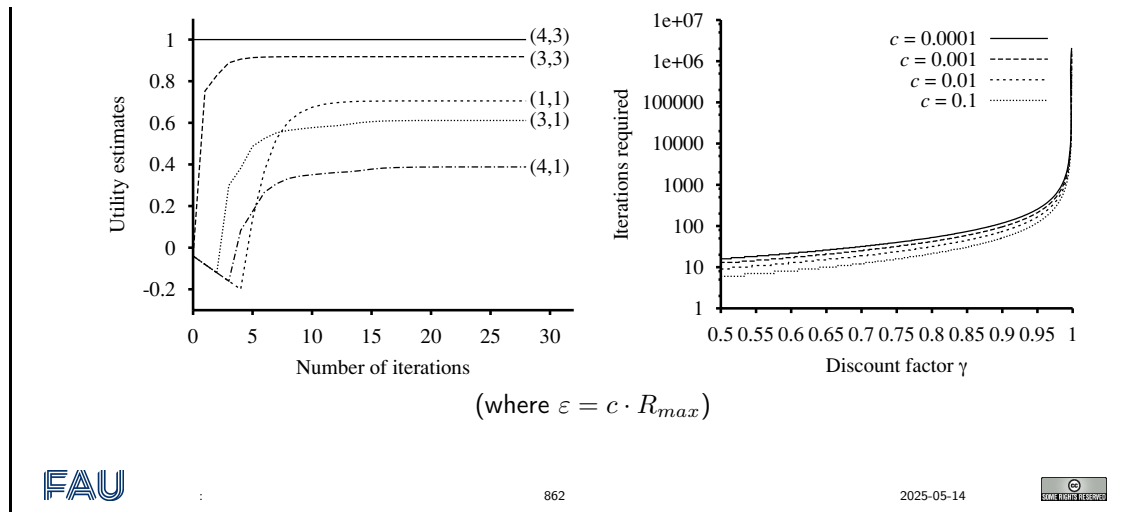 1
0.8
0.6
0.4
0.2
0
-0.2
0 5 10 15 20 25 30
Utility estimates
Number of iterations
(4,3)
(3,3)
(1,1)
(3,1)
(4,1)
1e+07
1e+06
100000
10000
1000
100
10
1
0.5 0.55 0.6 0.65 0.7 0.75 0.8 0.85 0.9 0.95 1
Iterations required
Discount factor γ
c = 0.0001
c = 0.001
c = 0.01
c = 0.1
(where ε = c · R_max)
FAU : 862 2025-05-14
cc
SOME RIGHTS RESERVED